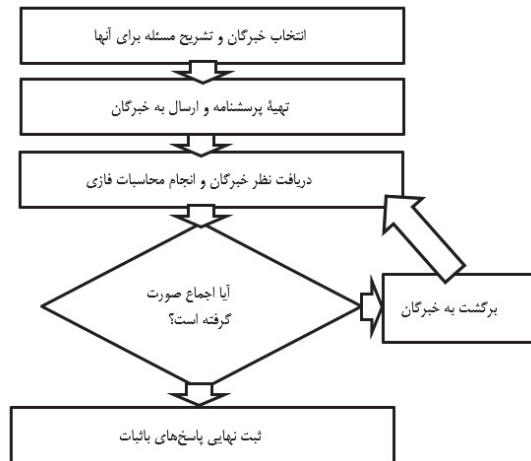 انتخاب خبرگان و تشریح مسئله برای آنها
تهیۀ پرسشنامه و ارسال به خبرگان
دریافت نظر خبرگان و انجام محاسبات فازی
آیا اجماع صورت
گرفته است؟
برگشت به خبرگان
ثبت نهایی پاسخ‌های باثبات